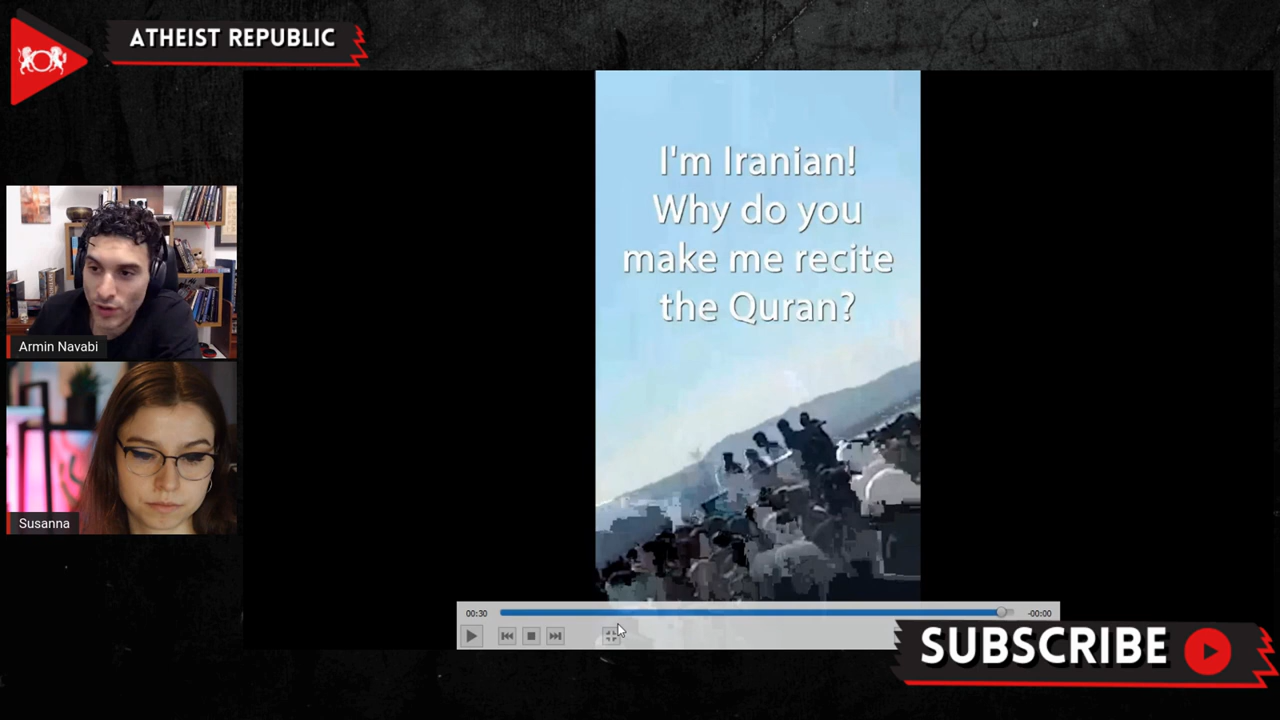 ATHEIST REPUBLIC
I'm Iranian!
Why do you
make me recite
the Quran?
Armin Navabi
Susanna
00:30
-00:00
SUBSCRIBE